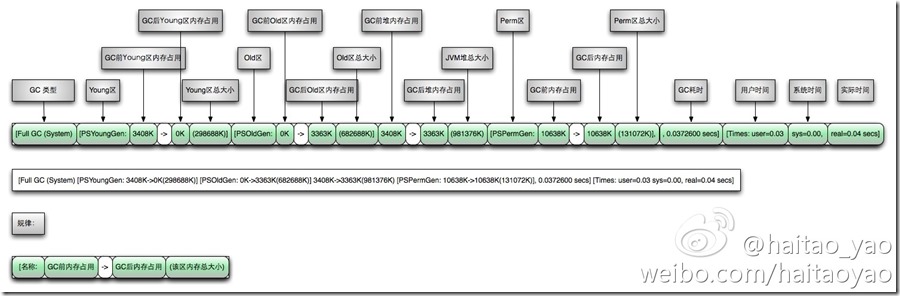 GC后Young区内存占用 GC前Old区内存占用 GC前堆内存占用 Perm区 Perm区总大小
GC前Young区内存占用 Old区 Old区总大小 JVM堆总大小 GC后内存占用
GC 类型 Young区 Young区总大小 GC后Old区内存占用 GC后堆内存占用 GC前内存占用 GC耗时 用户时间 系统时间 实际时间
[Full GC (System) [PSYoungGen: 3408K -> 0K (298688K)] [PSOldGen: 0K -> 3363K (682688K)] 3408K -> 3363K (981376K) [PSPermGen: 10638K -> 10638K (131072K)], , 0.0372600 secs] [Times: user=0.03 sys=0.00, real=0.04 secs]
[Full GC (System) [PSYoungGen: 3408K->0K(298688K)] [PSOldGen: 0K->3363K(682688K)] 3408K->3363K(981376K) [PSPermGen: 10638K->10638K(131072K)], 0.0372600 secs] [Times: user=0.03 sys=0.00, real=0.04 secs]
规律：
[名称: GC前内存占用 -> GC后内存占用 (该区内存总大小)
@haitao_yao
weibo.com/haitaoyao